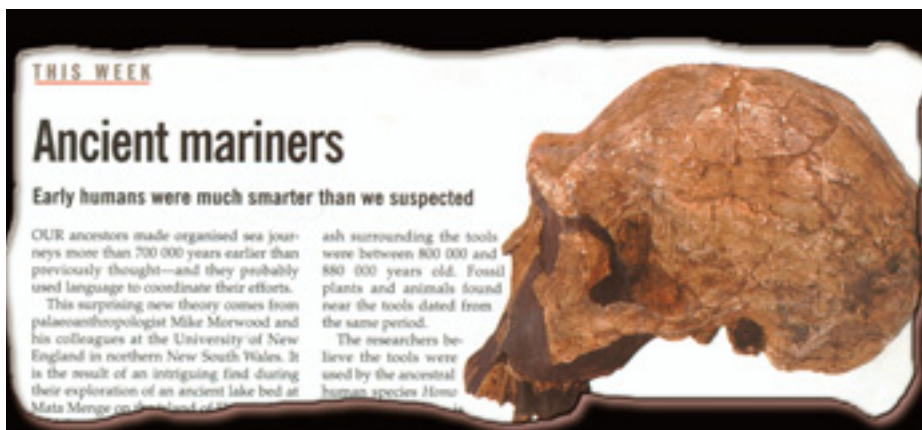 THIS WEEK
Ancient mariners
Early humans were much smarter than we suspected
OUR ancestors made organised sea jour-
neys more than 700 000 years earlier than
previously thought—and they probably
used language to coordinate their efforts.
This surprising new theory comes from
palaeoanthropologist Mike Morwood and
his colleagues at the University of New
England in northern New South Wales. It
is the result of an intriguing find during
their exploration of an ancient lake bed at
Mata Menge on the island of
ash surrounding the tools
were between 800 000 and
880 000 years old. Fossil
plants and animals found
near the tools dated from
the same period.
The researchers be-
lieve the tools were
used by the ancestral
human species Homo